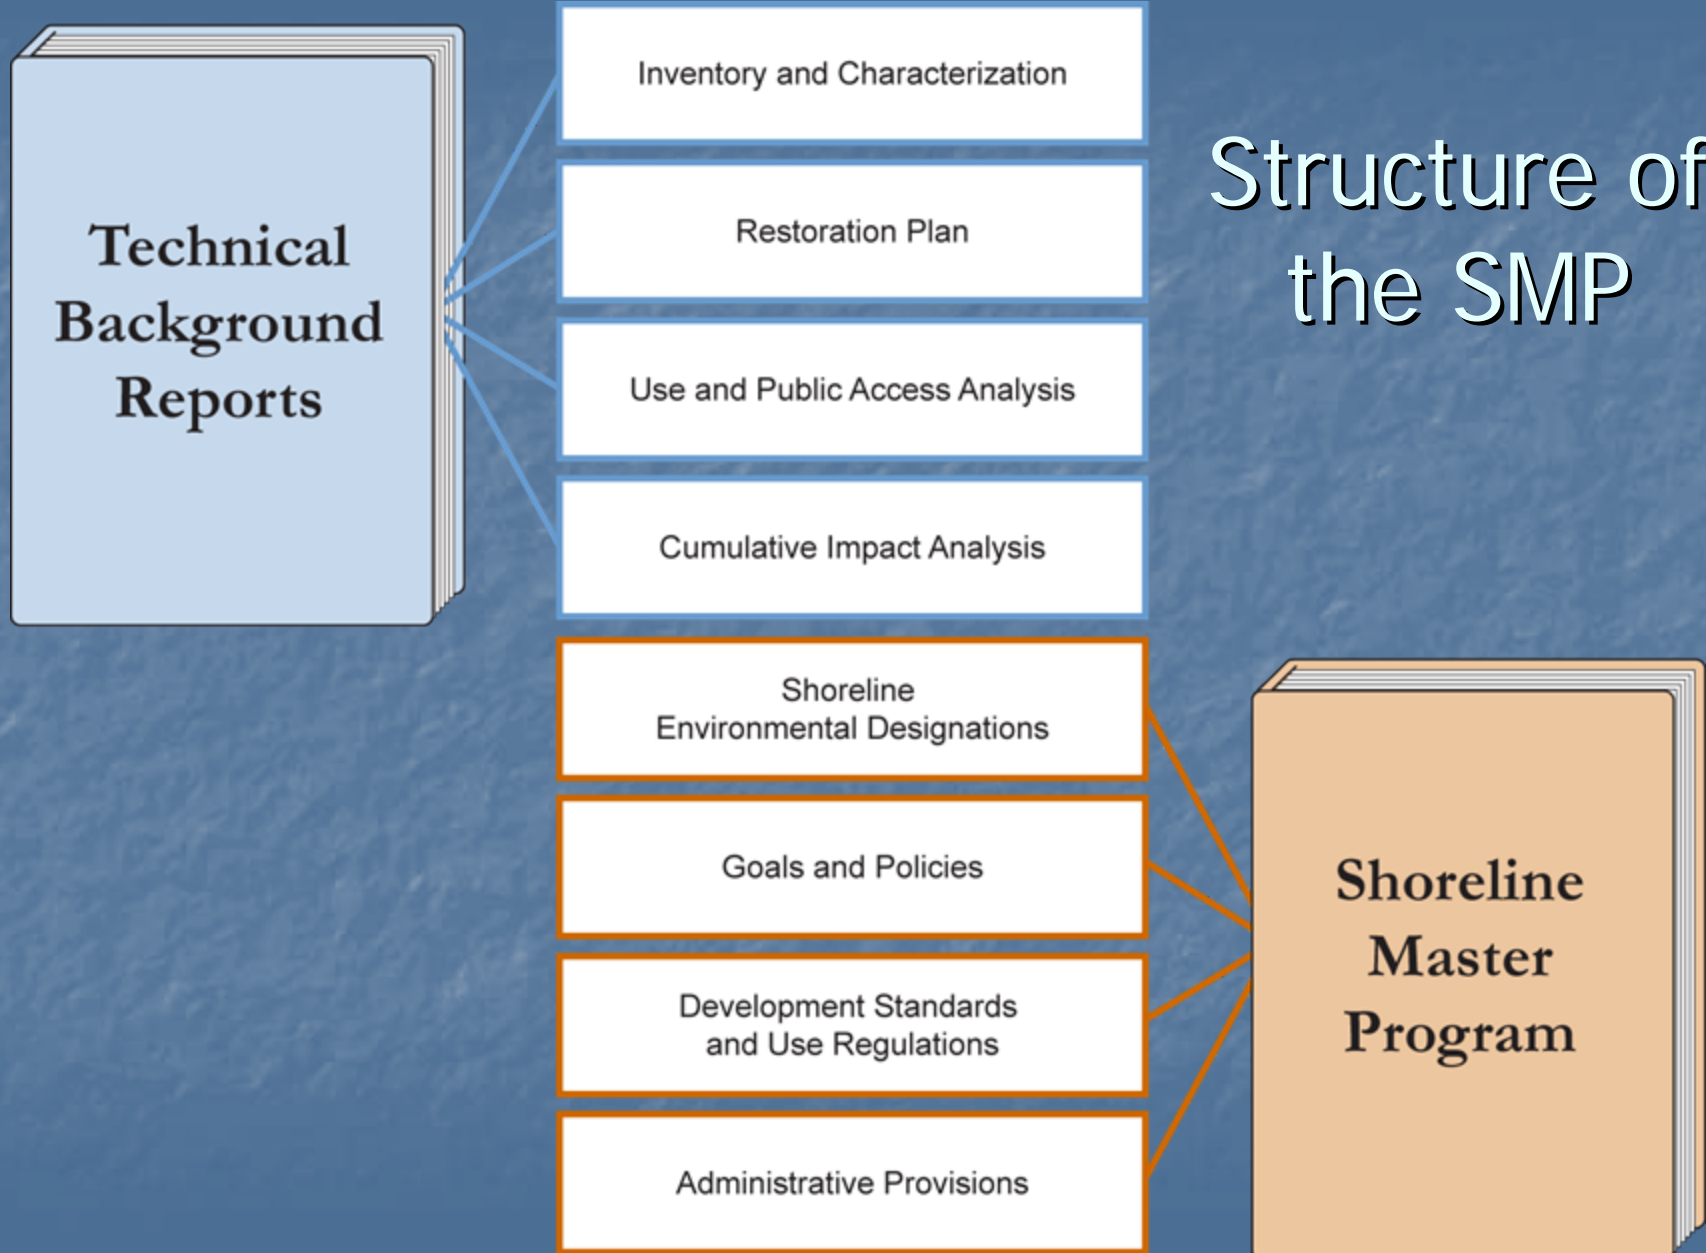 Structure of
the SMP
Technical
Background
Reports
Inventory and Characterization
Restoration Plan
Use and Public Access Analysis
Cumulative Impact Analysis
Shoreline
Environmental Designations
Goals and Policies
Development Standards
and Use Regulations
Administrative Provisions
Shoreline
Master
Program